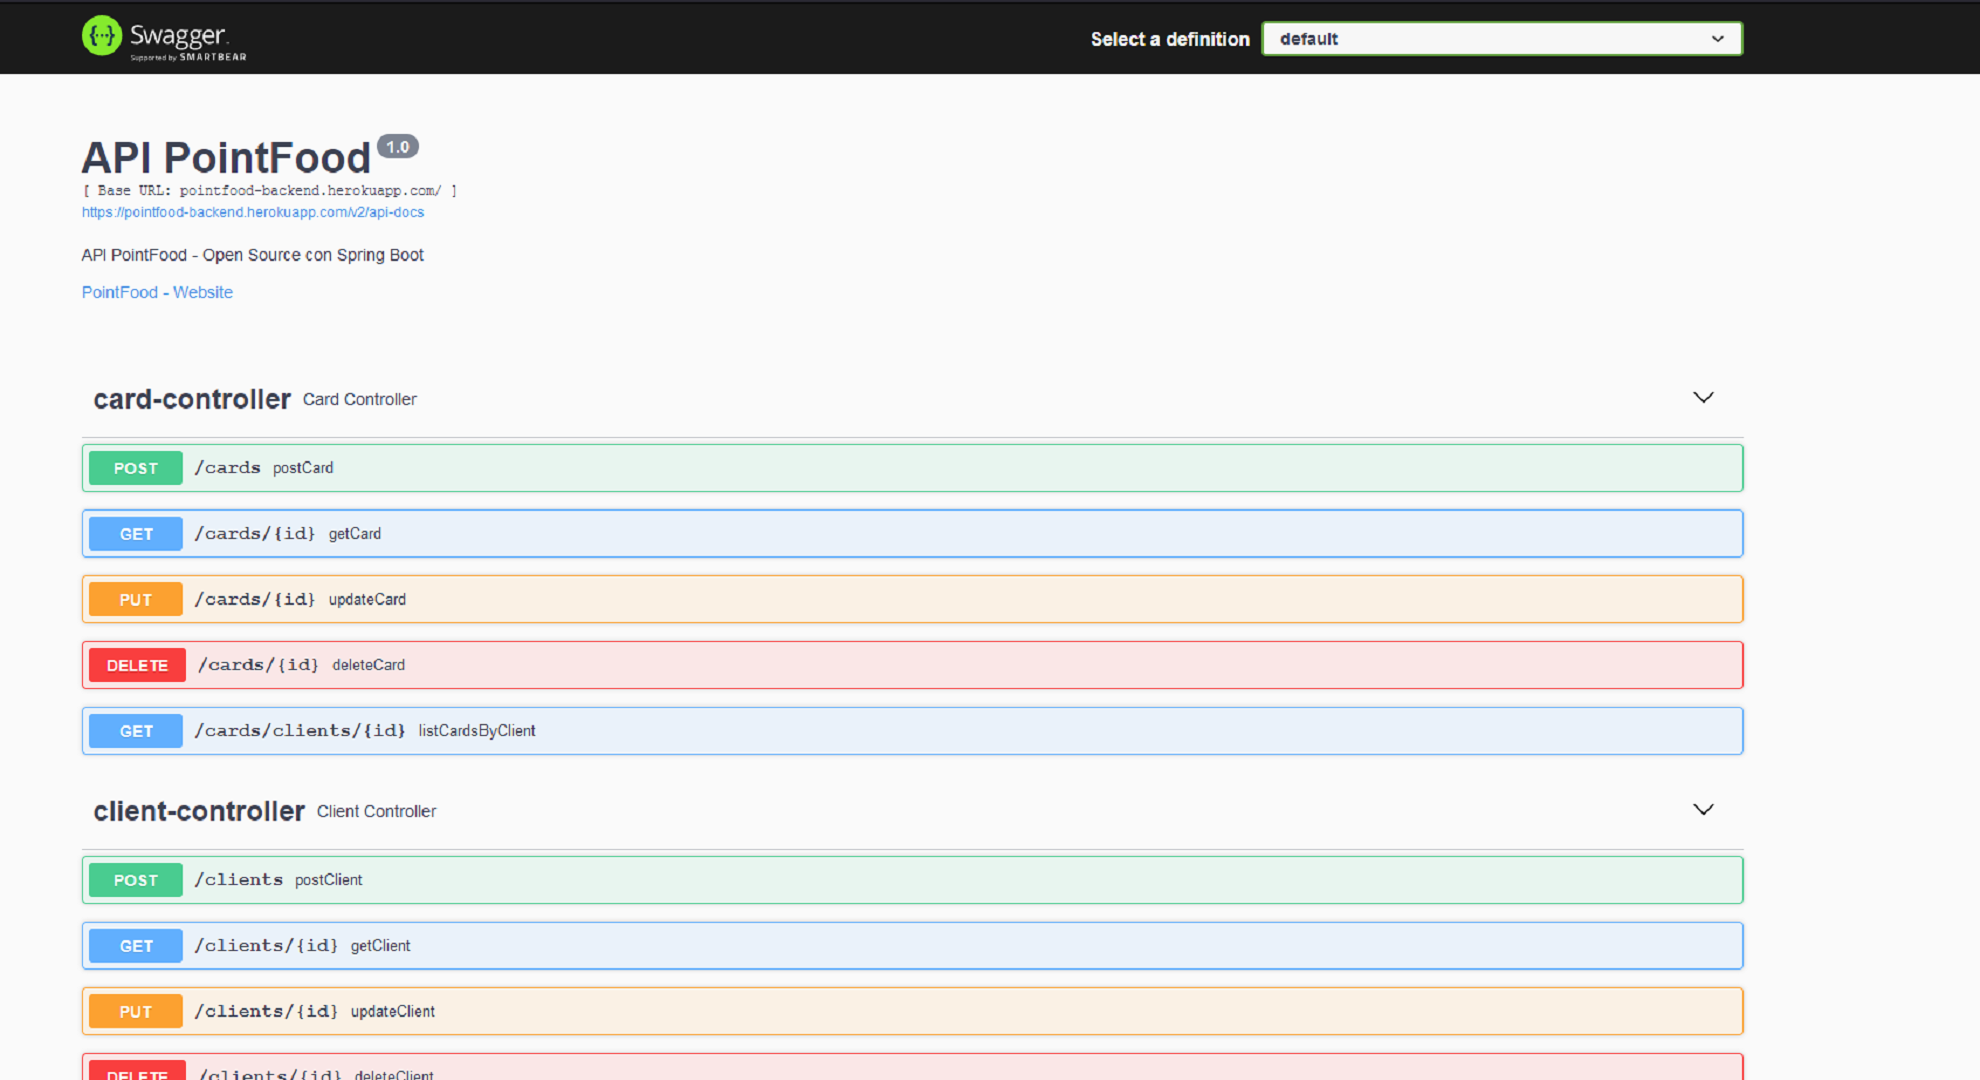 Swagger.
Supported by SMARTBEAR
Select a definition default
API PointFood 1.0
[ Base URL: pointfood-backend.herokuapp.com/ ]
https://pointfood-backend.herokuapp.com/v2/api-docs
API PointFood - Open Source con Spring Boot
PointFood - Website
card-controller Card Controller
POST /cards postCard
GET /cards/{id} getCard
PUT /cards/{id} updateCard
DELETE /cards/{id} deleteCard
GET /cards/clients/{id} listCardsByClient
client-controller Client Controller
POST /clients postClient
GET /clients/{id} getClient
PUT /clients/{id} updateClient
DELETE /clients/{id} deleteClient